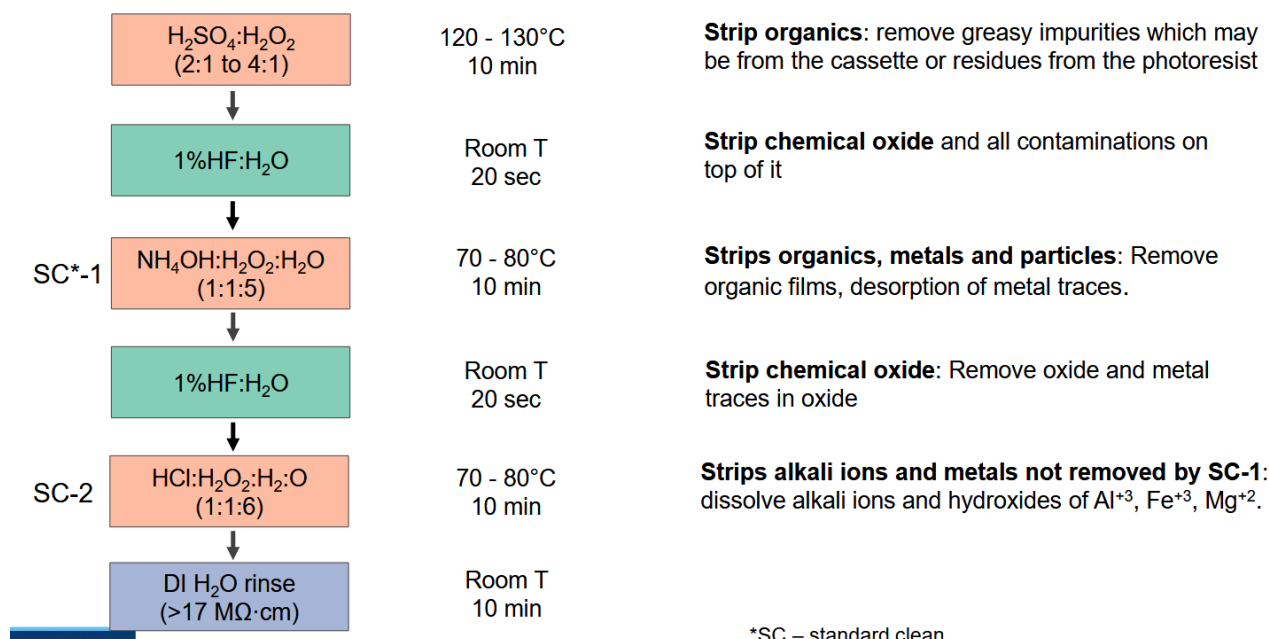 H₂SO₄:H₂O₂
(2:1 to 4:1)
120 - 130°C
10 min
Strip organics: remove greasy impurities which may
be from the cassette or residues from the photoresist
1%HF:H₂O
Room T
20 sec
Strip chemical oxide and all contaminations on
top of it
SC*-1
NH₄OH:H₂O₂:H₂O
(1:1:5)
70 - 80°C
10 min
Strips organics, metals and particles: Remove
organic films, desorption of metal traces.
1%HF:H₂O
Room T
20 sec
Strip chemical oxide: Remove oxide and metal
traces in oxide
SC-2
HCl:H₂O₂:H₂:O
(1:1:6)
70 - 80°C
10 min
Strips alkali ions and metals not removed by SC-1:
dissolve alkali ions and hydroxides of Al⁺³, Fe⁺³, Mg⁺².
DI H₂O rinse
(>17 MΩ·cm)
Room T
10 min
*SC – standard clean